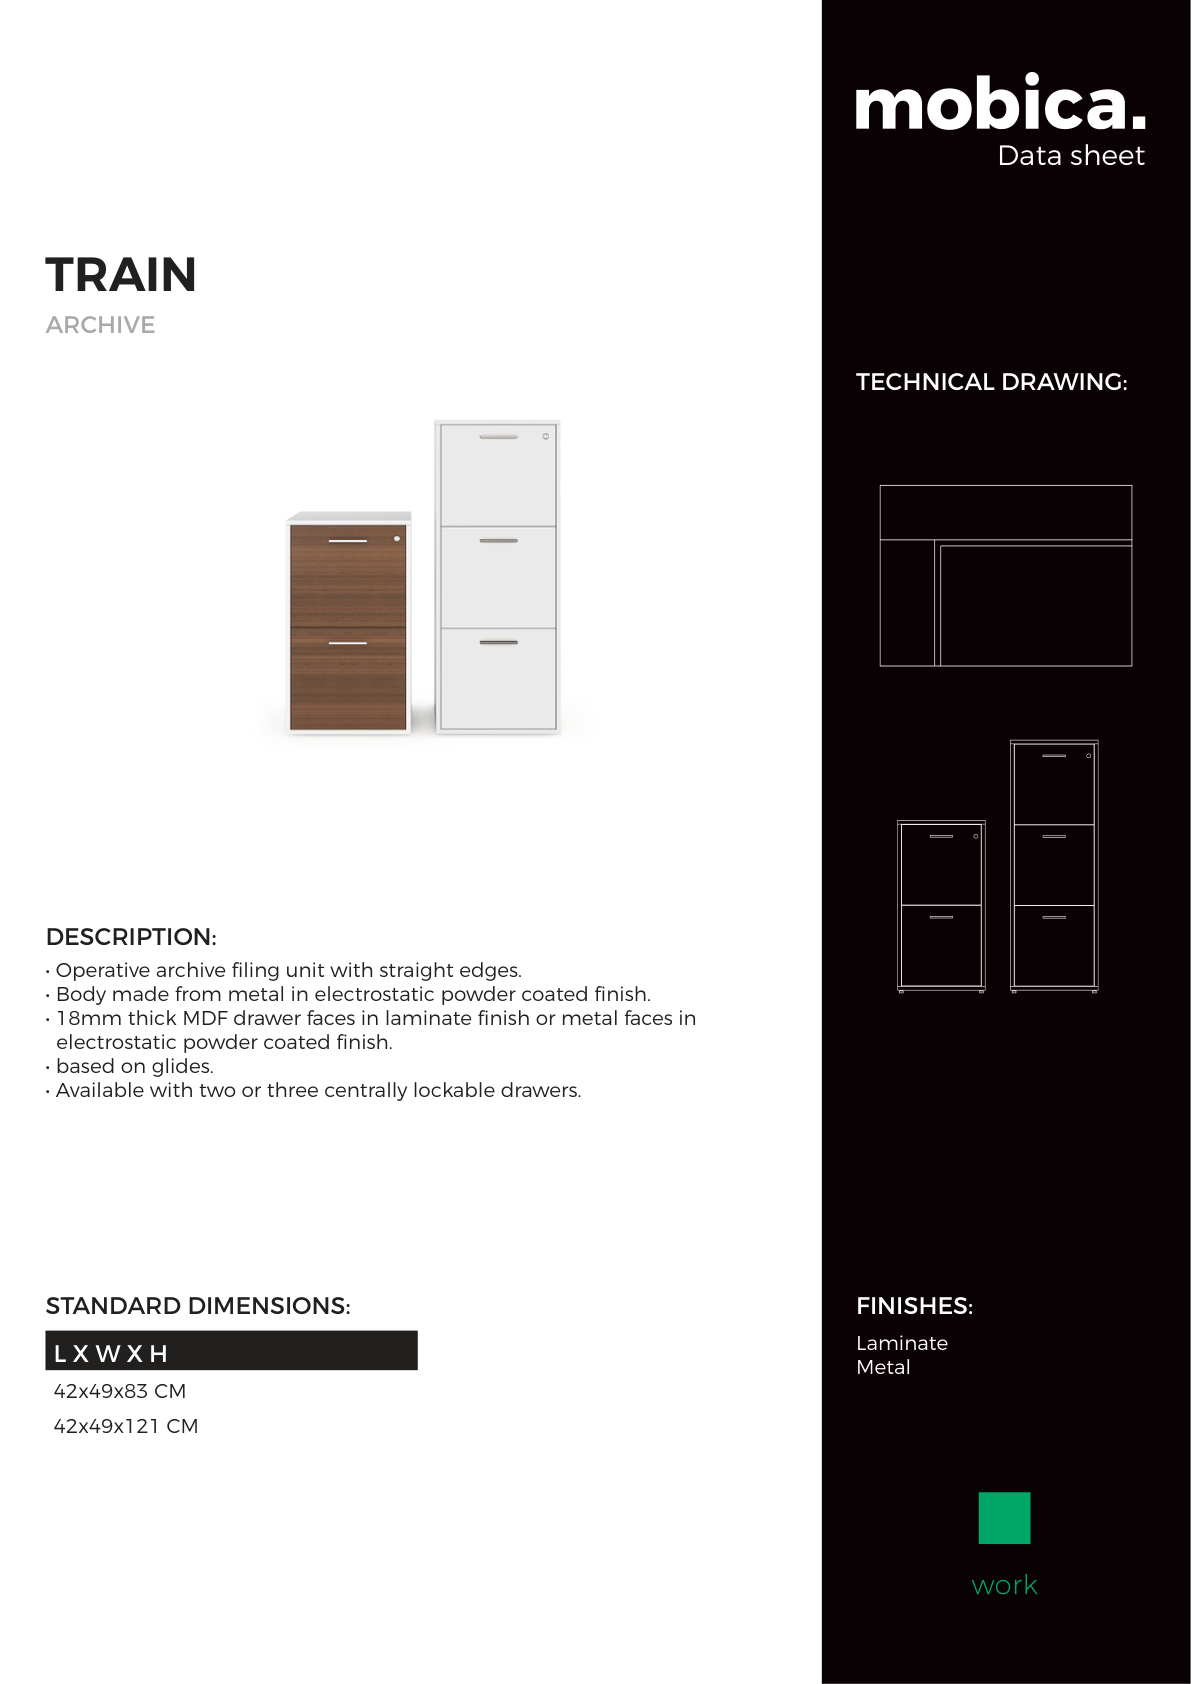 mobica.
Data sheet
TRAIN
ARCHIVE
TECHNICAL DRAWING:
DESCRIPTION:
• Operative archive filing unit with straight edges.
• Body made from metal in electrostatic powder coated finish.
• 18mm thick MDF drawer faces in laminate finish or metal faces in
electrostatic powder coated finish.
• based on glides.
• Available with two or three centrally lockable drawers.
STANDARD DIMENSIONS:
L X W X H
42x49x83 CM
42x49x121 CM
FINISHES:
Laminate
Metal
work